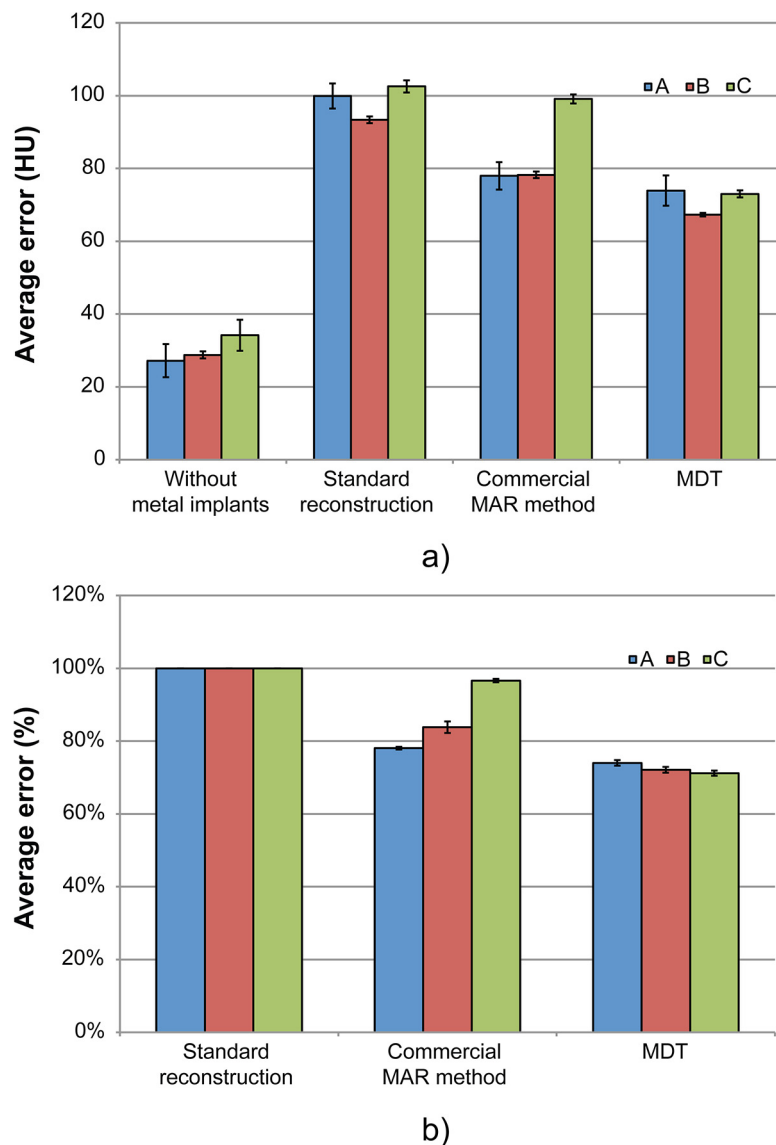 120
100
80
60
40
20
0
Average error (HU)
A B C
Without
metal implants
Standard
reconstruction
Commercial
MAR method
MDT
a)
120%
100%
80%
60%
40%
20%
0%
Average error (%)
A B C
Standard
reconstruction
Commercial
MAR method
MDT
b)